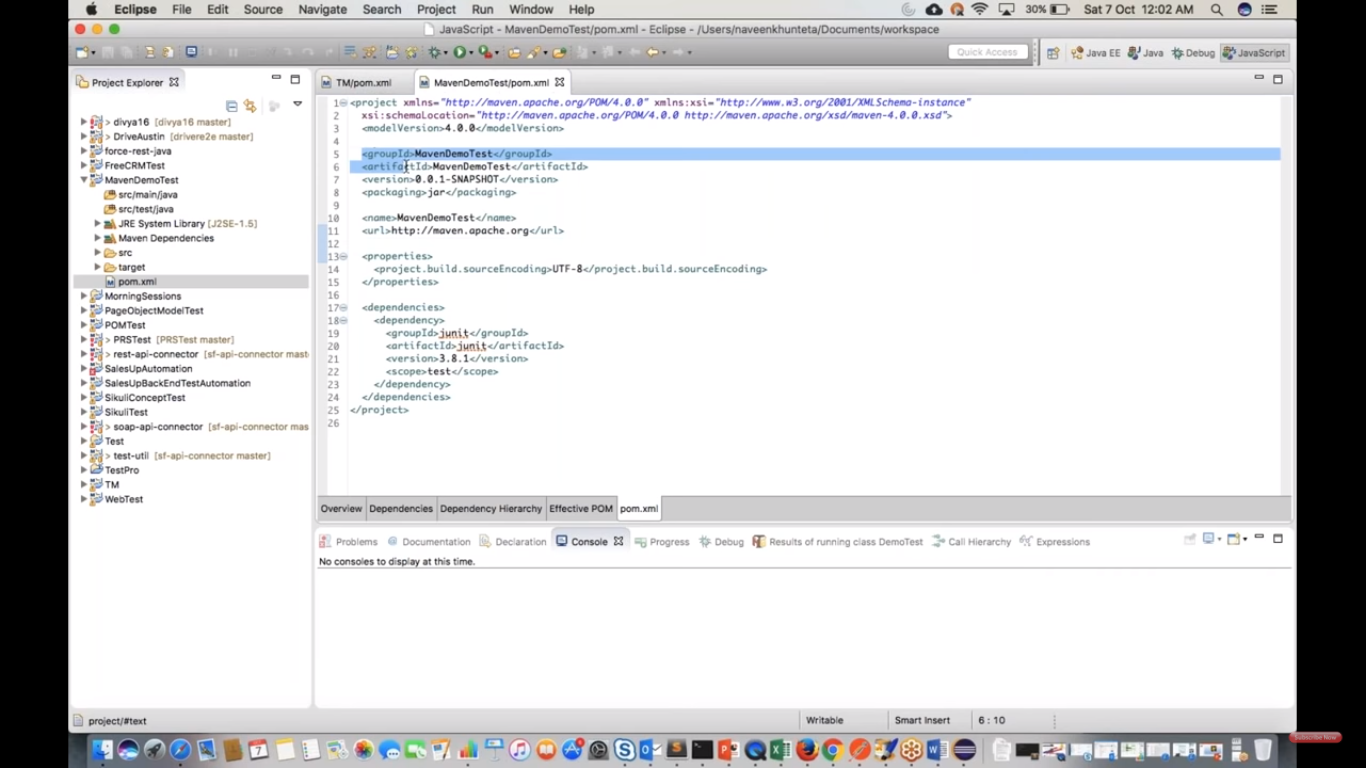 Eclipse File Edit Source Navigate Search Project Run Window Help 30% Sat 7 Oct 12:02 AM
JavaScript - MavenDemoTest/pom.xml - Eclipse - /Users/naveenkhunteta/Documents/workspace
Quick Access Java EE Java Debug JavaScript
Project Explorer
> divya16 [divya16 master]
> DriveAustin [drivere2e master]
force-rest-java
FreeCRMTest
MavenDemoTest
src/main/java
src/test/java
JRE System Library [J2SE-1.5]
Maven Dependencies
src
target
pom.xml
MorningSessions
PageObjectModelTest
POMTest
> PRSTest [PRSTest master]
> rest-api-connector [sf-api-connector mast
SalesUpAutomation
SalesUpBackEndTestAutomation
SikuliConceptTest
SikuliTest
> soap-api-connector [sf-api-connector mas
Test
> test-util [sf-api-connector master]
TestPro
TM
WebTest
TM/pom.xml MavenDemoTest/pom.xml
1 <project xmlns="http://maven.apache.org/POM/4.0.0" xmlns:xsi="http://www.w3.org/2001/XMLSchema-instance"
2 xsi:schemaLocation="http://maven.apache.org/POM/4.0.0 http://maven.apache.org/xsd/maven-4.0.0.xsd">
3 <modelVersion>4.0.0</modelVersion>
4
5 <groupId>MavenDemoTest</groupId>
6 <artifactId>MavenDemoTest</artifactId>
7 <version>0.0.1-SNAPSHOT</version>
8 <packaging>jar</packaging>
9
10 <name>MavenDemoTest</name>
11 <url>http://maven.apache.org</url>
12
13 <properties>
14 <project.build.sourceEncoding>UTF-8</project.build.sourceEncoding>
15 </properties>
16
17 <dependencies>
18 <dependency>
19 <groupId>junit</groupId>
20 <artifactId>junit</artifactId>
21 <version>3.8.1</version>
22 <scope>test</scope>
23 </dependency>
24 </dependencies>
25 </project>
26
Overview Dependencies Dependency Hierarchy Effective POM pom.xml
Problems Documentation Declaration Console Progress Debug Results of running class DemoTest Call Hierarchy Expressions
No consoles to display at this time.
project/#text Writable Smart Insert 6 : 10
Subscribe Now